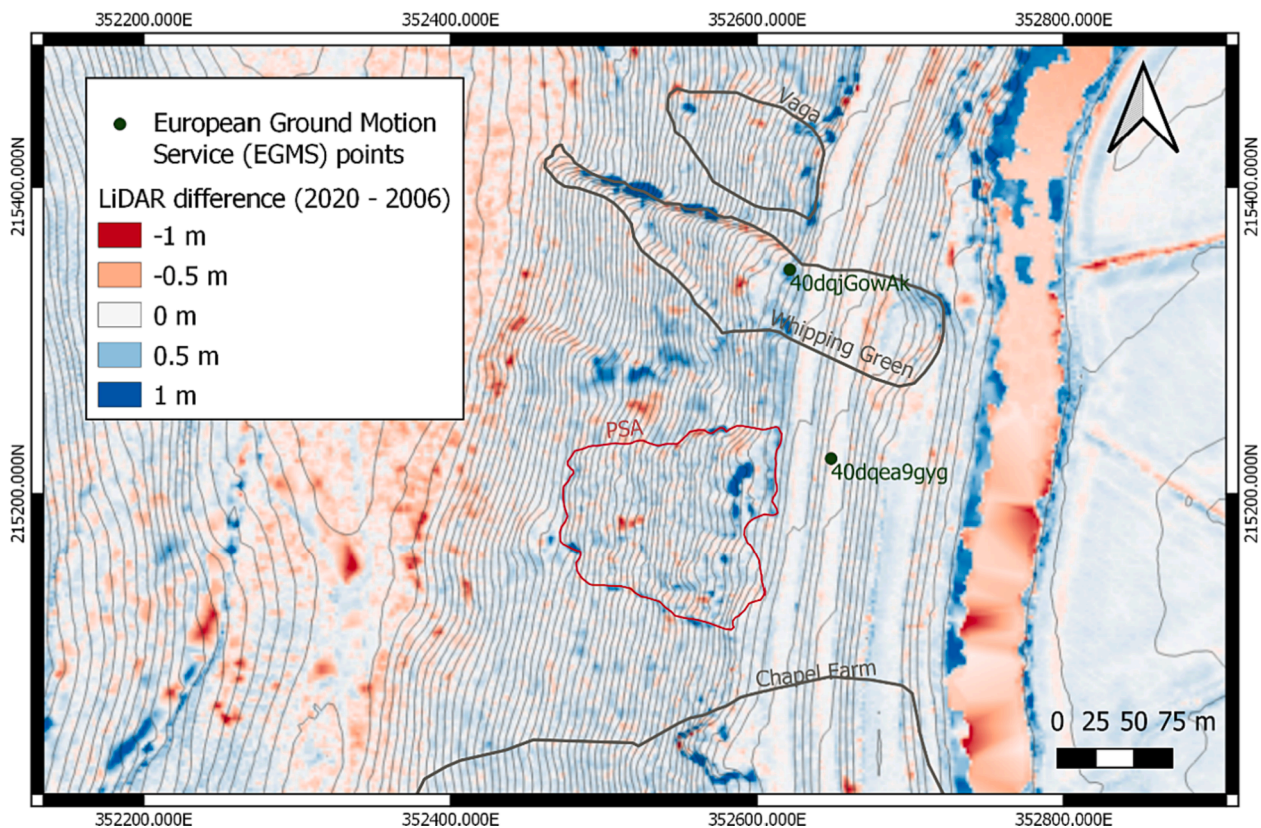 352200.000E 352400.000E 352600.000E 352800.000E
European Ground Motion
Service (EGMS) points
LiDAR difference (2020 - 2006)
-1 m
-0.5 m
0 m
0.5 m
1 m
Vaga
215400.000N
215400.000N
40dqjGowAk
Whipping Green
PSA
40dqea9gyg
215200.000N
215200.000N
Chapel Farm
0 25 50 75 m
352200.000E 352400.000E 352600.000E 352800.000E